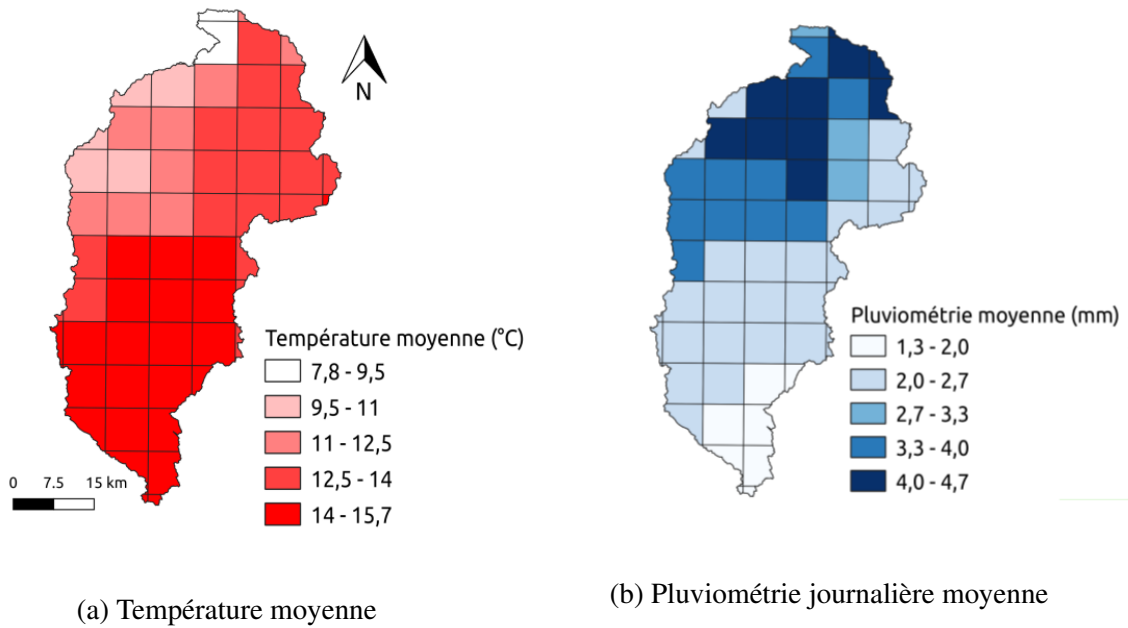 N
Température moyenne (°C)
7,8 - 9,5
9,5 - 11
11 - 12,5
12,5 - 14
14 - 15,7
0 7.5 15 km
Pluviométrie moyenne (mm)
1,3 - 2,0
2,0 - 2,7
2,7 - 3,3
3,3 - 4,0
4,0 - 4,7
(a) Température moyenne
(b) Pluviométrie journalière moyenne